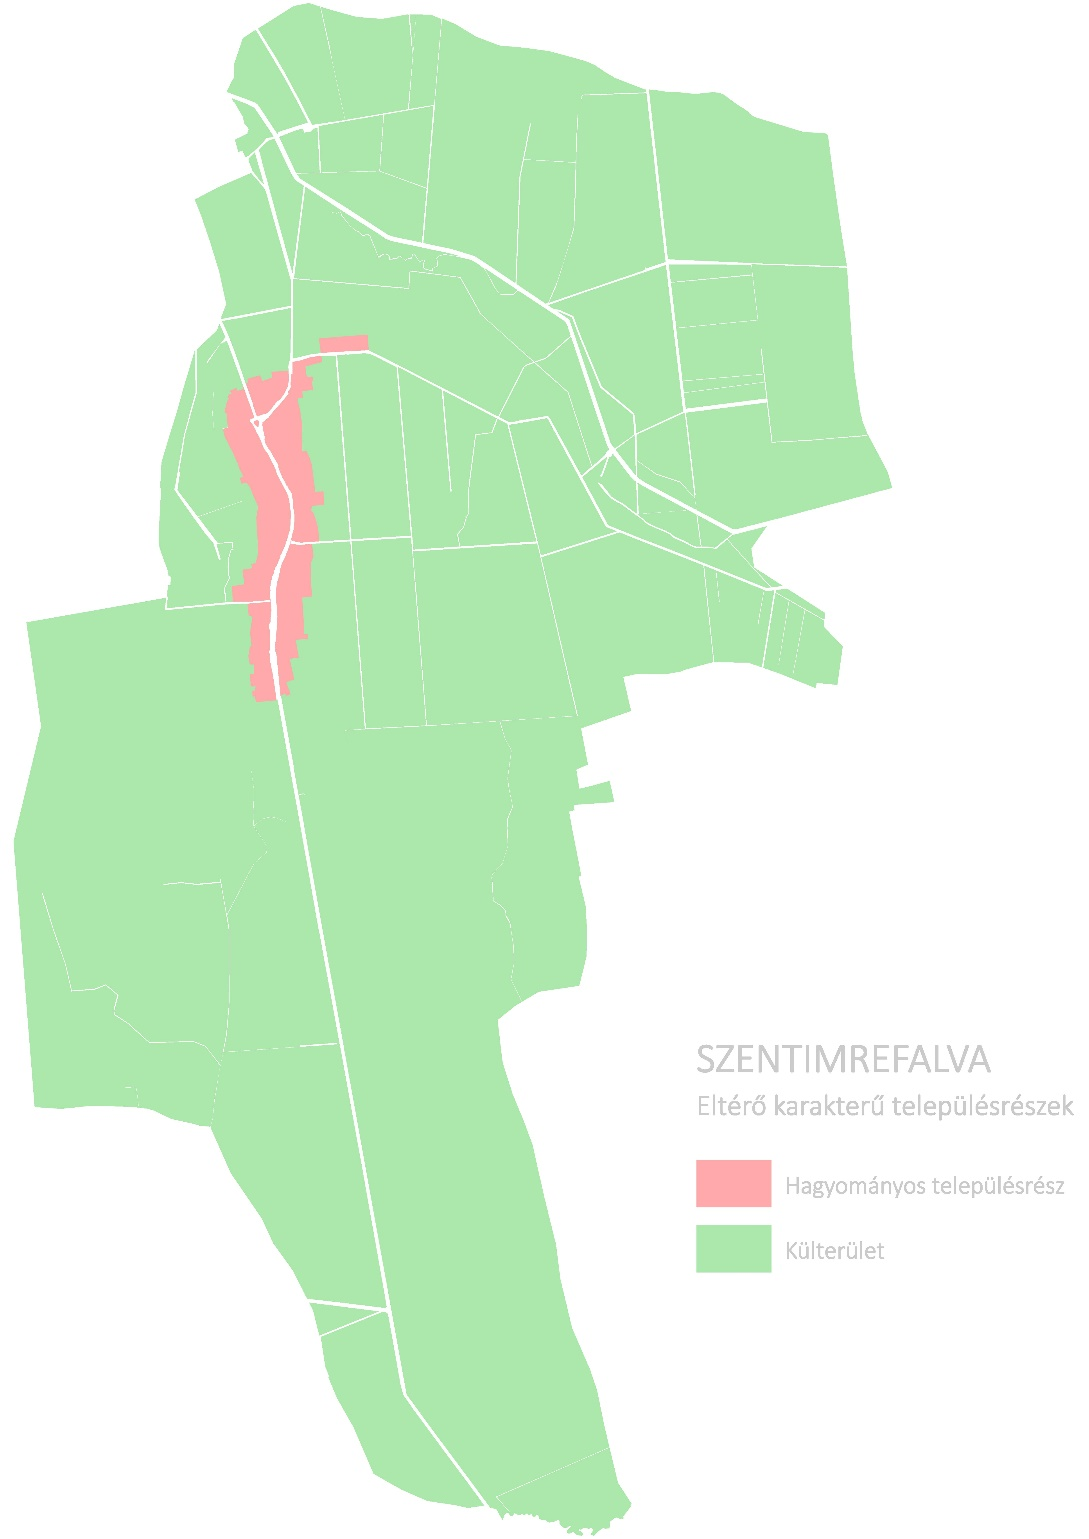 SZENTIMREFALVA
Eltérő karakterű településrészek
Hagyományos településrész
Külterület